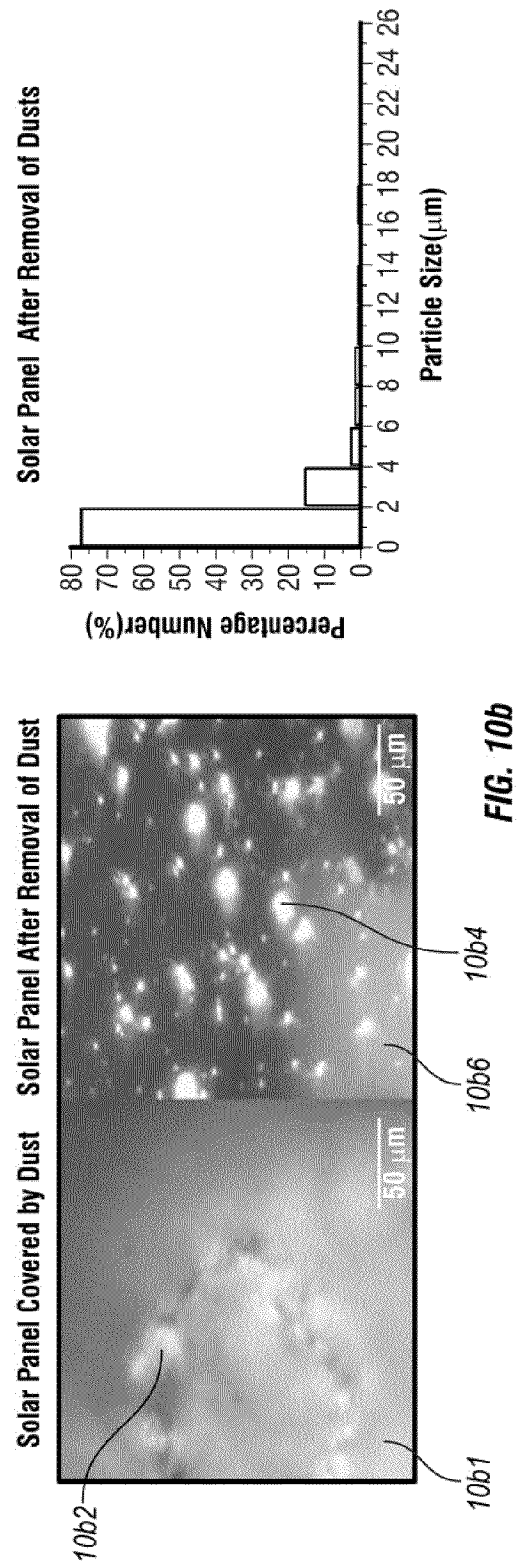 Solar Panel Covered by Dust
Solar Panel After Removal of Dust
10b2
50 μm
50 μm
10b1
10b6
10b4
Solar Panel After Removal of Dusts
Percentage Number(%)
80
70
60
50
40
30
20
10
0
0 2 4 6 8 10 12 14 16 18 20 22 24 26
Particle Size(μm)
FIG. 10b